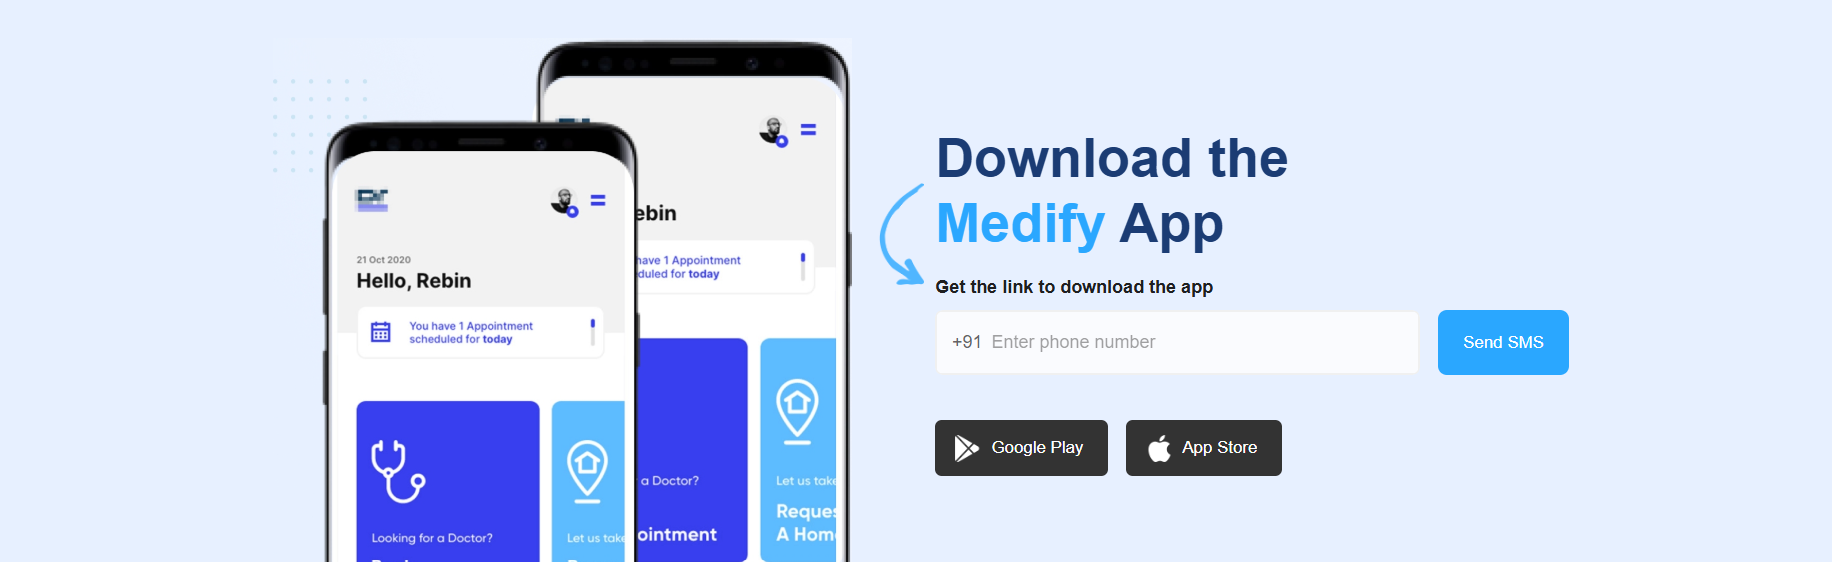 ebin
have 1 Appointment
duled for today
a Doctor?
ointment
Let us take
Reques
A Hom
21 Oct 2020
Hello, Rebin
You have 1 Appointment
scheduled for today
Looking for a Doctor?
Let us take
Download the
Medify App
Get the link to download the app
+91 Enter phone number
Send SMS
Google Play
App Store